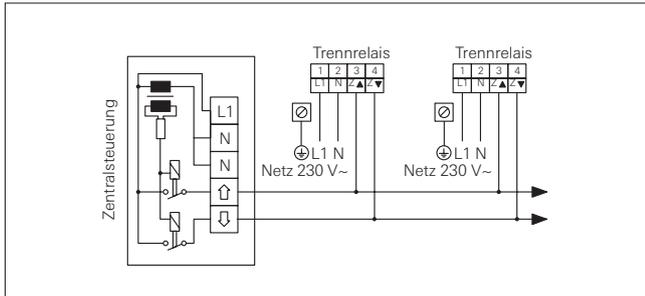 Zentralsteuerung
L1
N
N
⇧
⇩
Trennrelais
1 2 3 4
L1 N Z▲ Z▼
L1 N
Netz 230 V~
Trennrelais
1 2 3 4
L1 N Z▲ Z▼
L1 N
Netz 230 V~